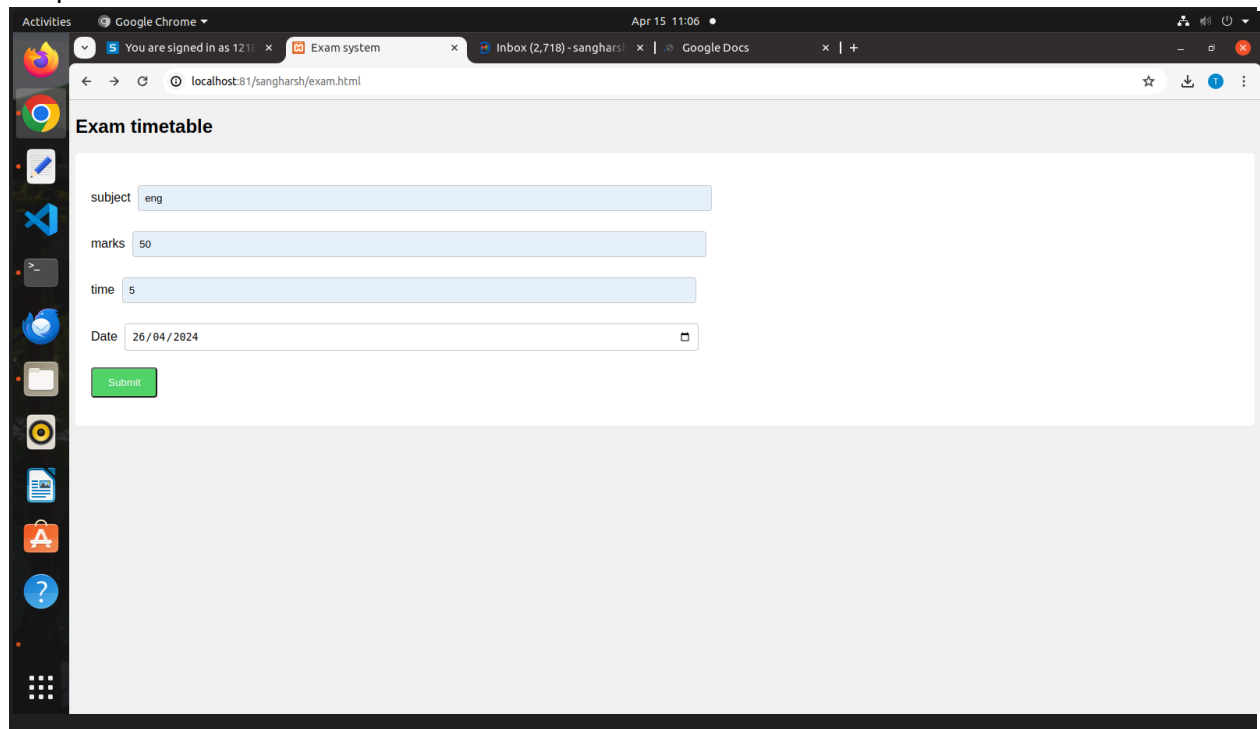 Activities Google Chrome Apr 15 11:06
You are signed in as 121 Exam system Inbox (2,718) - sanghars Google Docs
localhost:81/sangharsh/exam.html
Exam timetable
subject eng
marks 50
time 5
Date 26/04/2024
Submit